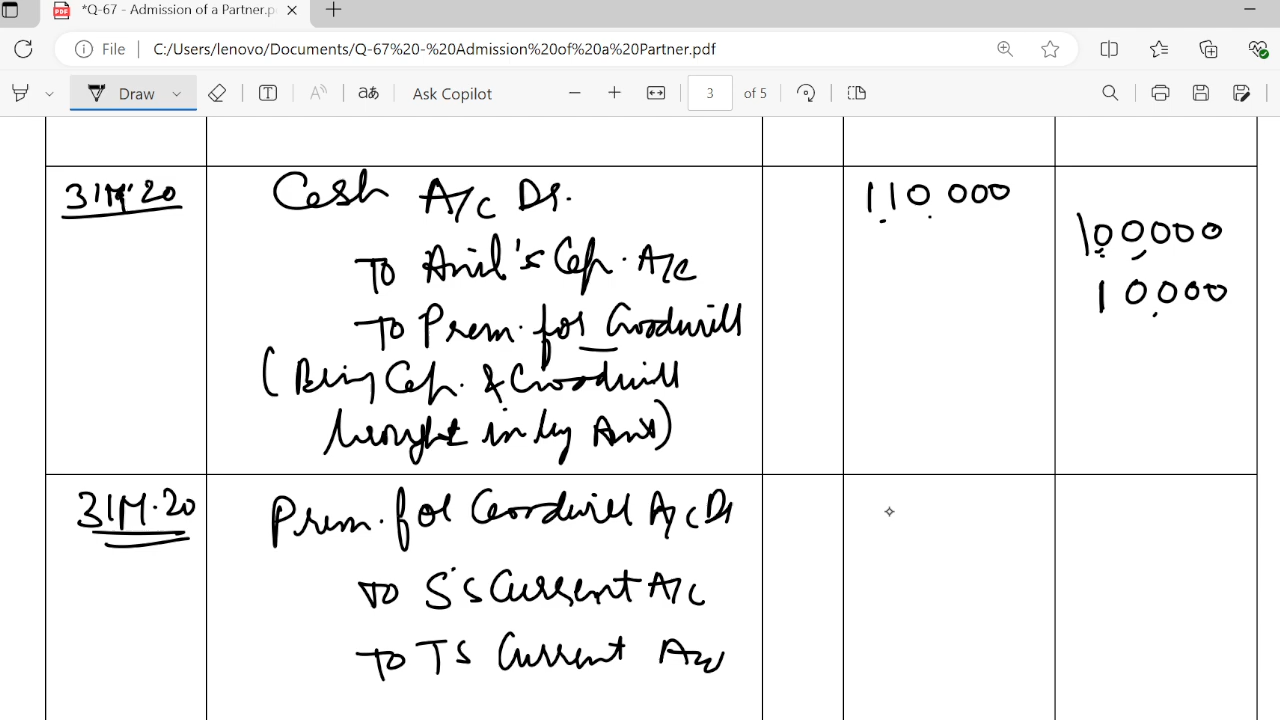 *Q-67 - Admission of a Partner.p
File C:/Users/lenovo/Documents/Q-67%20-%20Admission%20of%20a%20Partner.pdf
Draw Ask Copilot 3 of 5
31M'20 Cash A/c Dr. 110 000
To Anil's Cap. A/c 100000
To Prem. for Goodwill 10000
(Being Cap. & Goodwill
brought in by Anil)
31M.20 Prem. for Goodwill A/c Dr
To S's Current A/c
To TS Current A/c